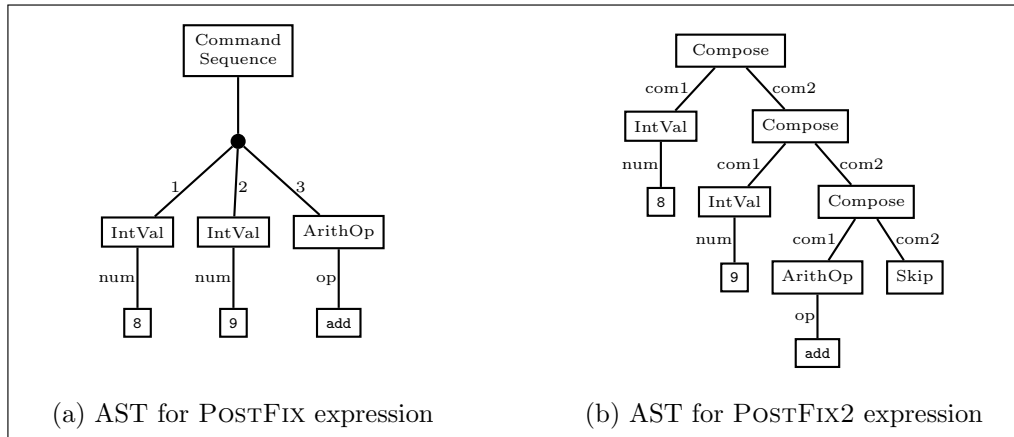 Command
Sequence
1
2
3
IntVal
IntVal
ArithOp
num
num
op
8
9
add
(a) AST for POSTFIX expression
Compose
com1
com2
IntVal
Compose
num
com1
com2
8
IntVal
Compose
num
com1
com2
9
ArithOp
Skip
op
add
(b) AST for POSTFIX2 expression